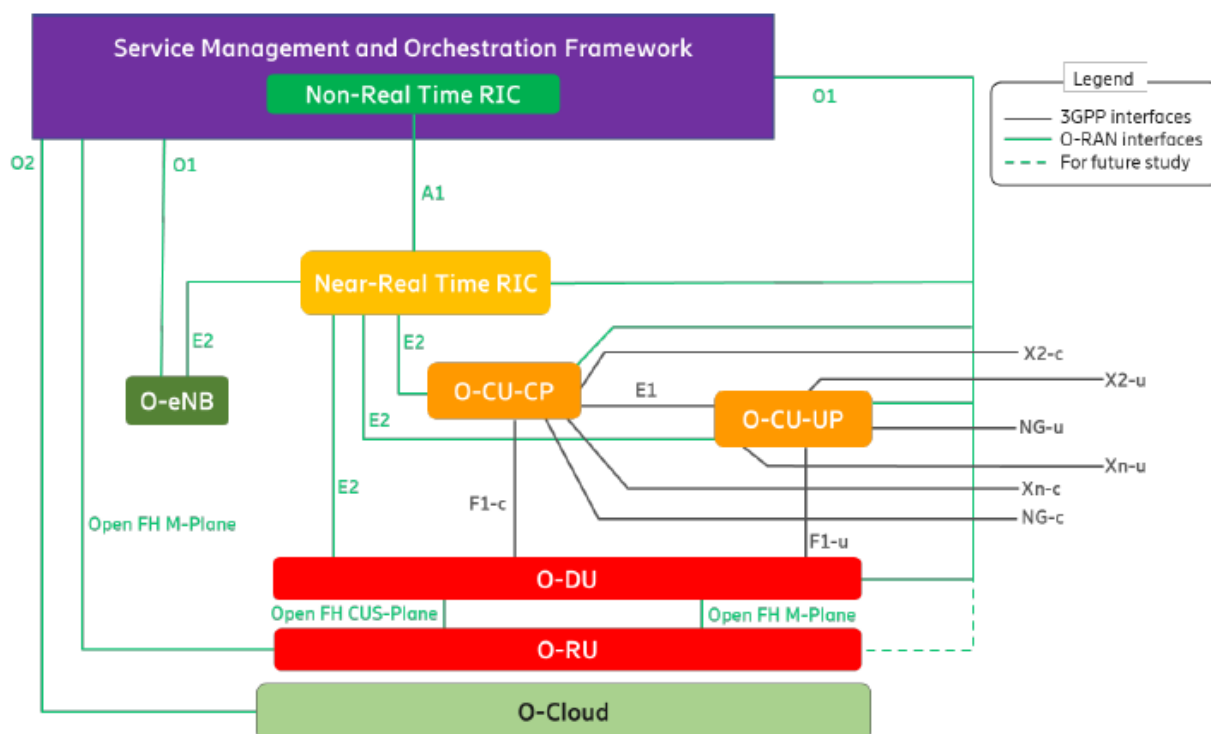 Service Management and Orchestration Framework
Non-Real Time RIC
Legend
3GPP interfaces
O-RAN interfaces
For future study
O1
O2
O1
A1
Near-Real Time RIC
E2
E2
O-eNB
O-CU-CP
X2-c
E1
X2-u
O-CU-UP
E2
NG-u
Xn-u
E2
Xn-c
F1-c
NG-c
Open FH M-Plane
F1-u
O-DU
Open FH CUS-Plane
Open FH M-Plane
O-RU
O-Cloud